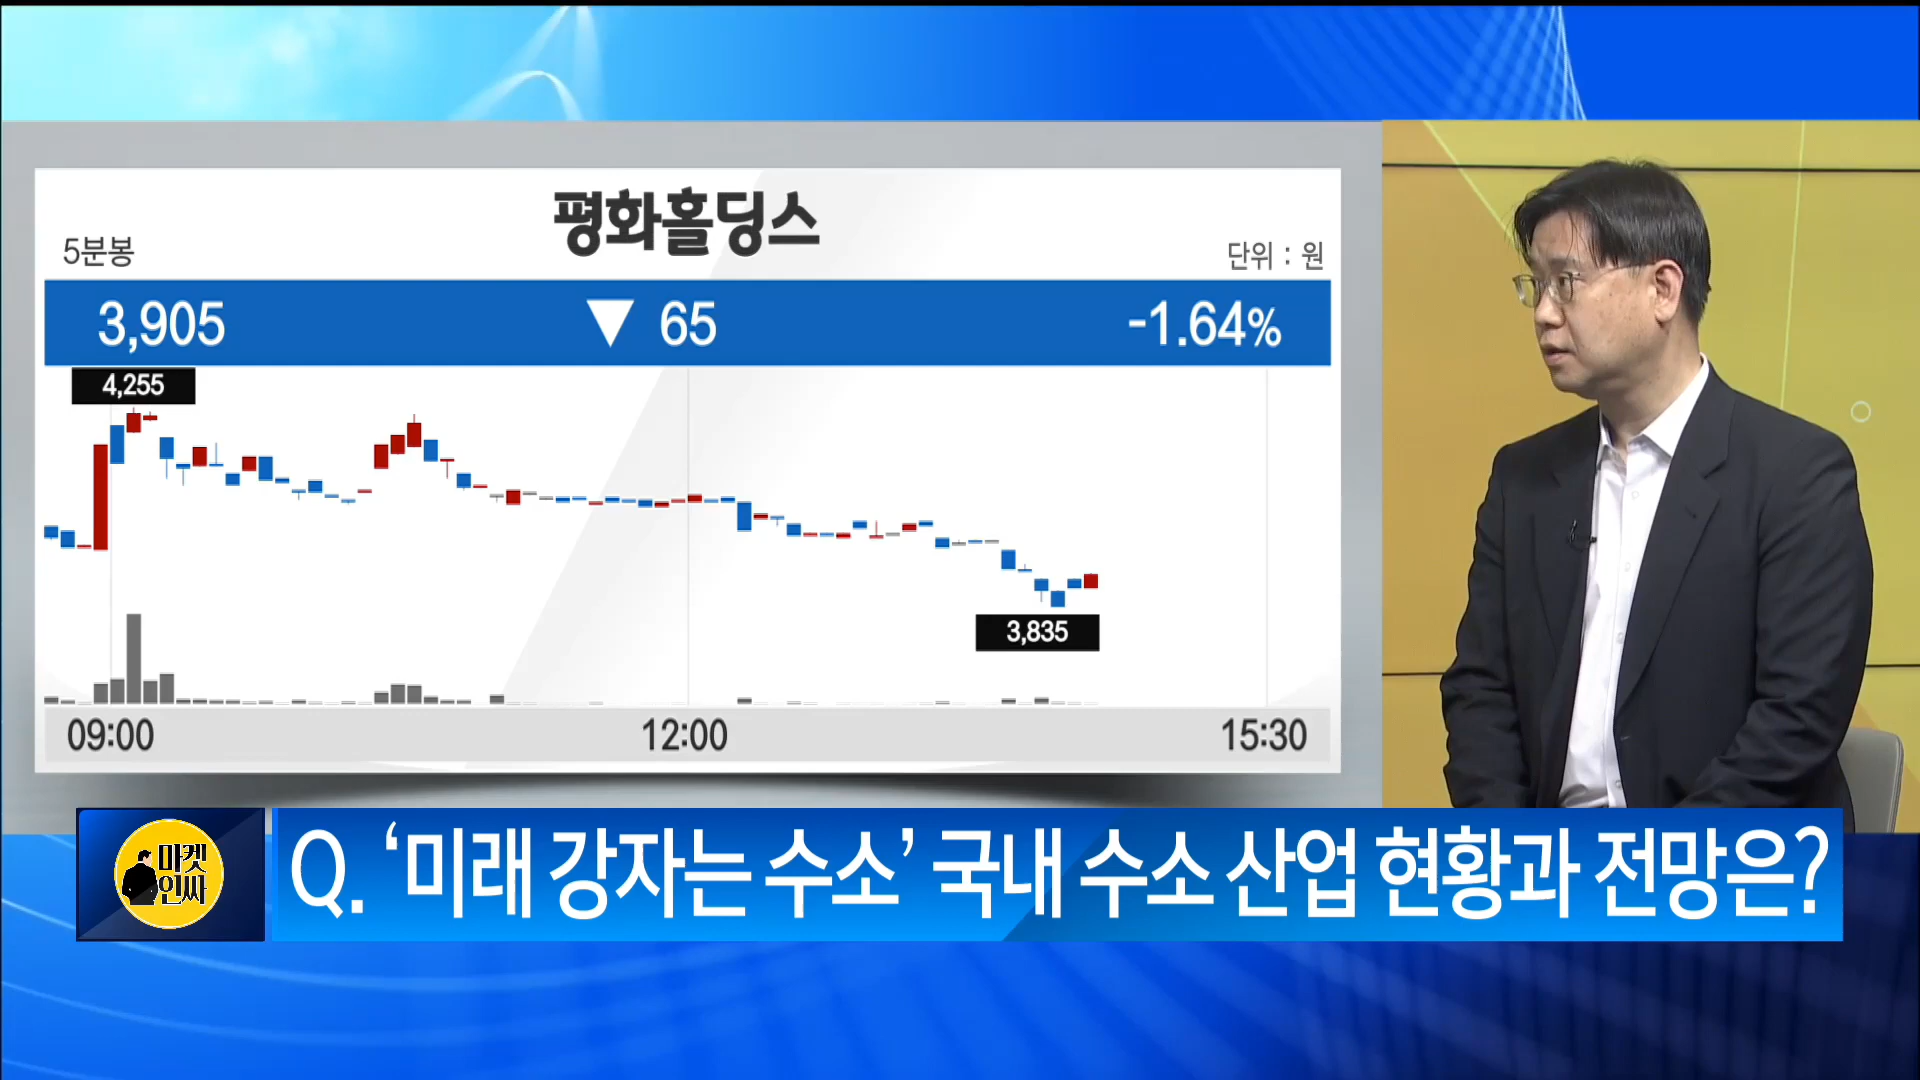 평화홀딩스
5분봉
단위 : 원
3,905 ▼ 65 -1.64%
4,255
3,835
09:00 12:00 15:30
마켓
인싸
Q. ‘미래 강자는 수소’ 국내 수소 산업 현황과 전망은?